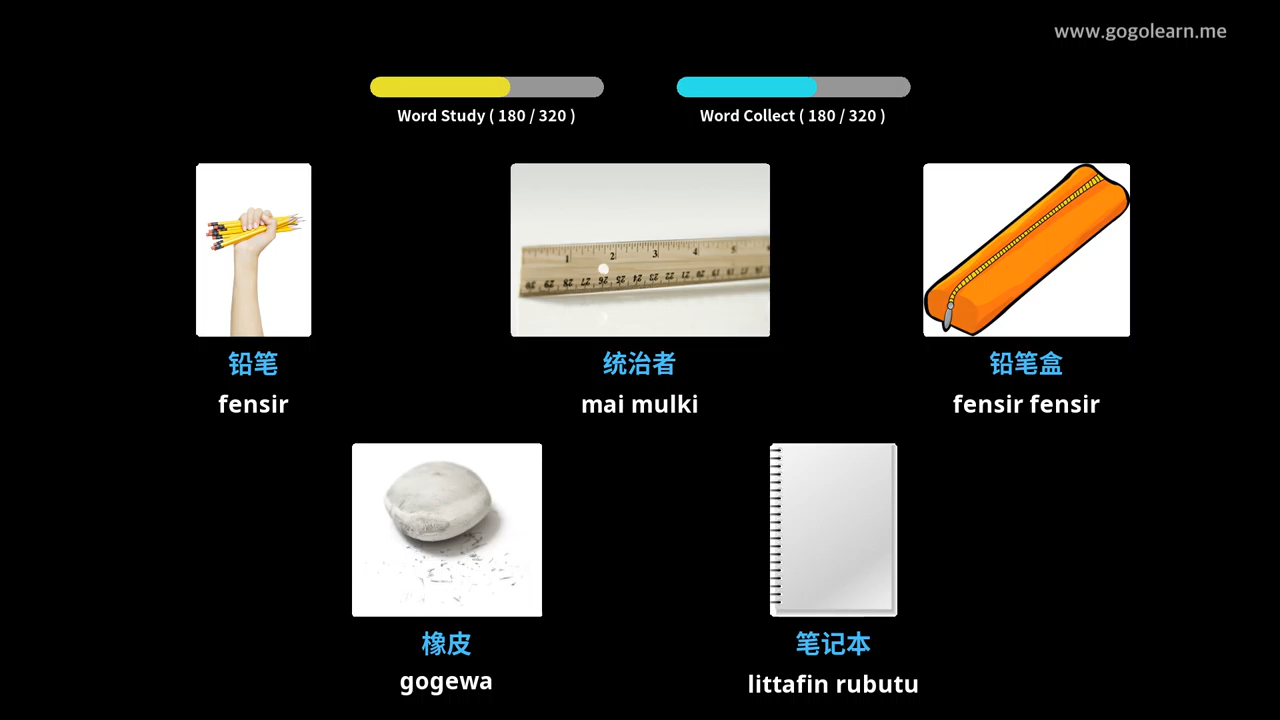 www.gogolearn.me
Word Study ( 180 / 320 )
Word Collect ( 180 / 320 )
铅笔
fensir
统治者
mai mulki
铅笔盒
fensir fensir
橡皮
gogewa
笔记本
littafin rubutu